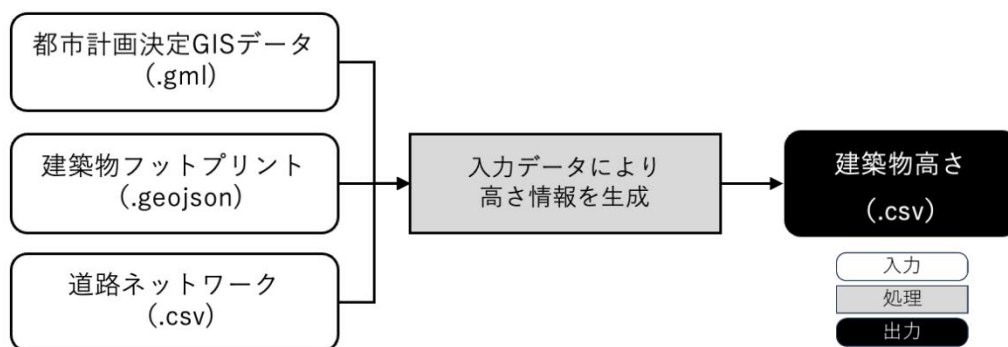 都市計画決定GISデータ
(.gml)
建築物フットプリント
(.geojson)
道路ネットワーク
(.csv)
入力データにより
高さ情報を生成
建築物高さ
(.csv)
入力
処理
出力